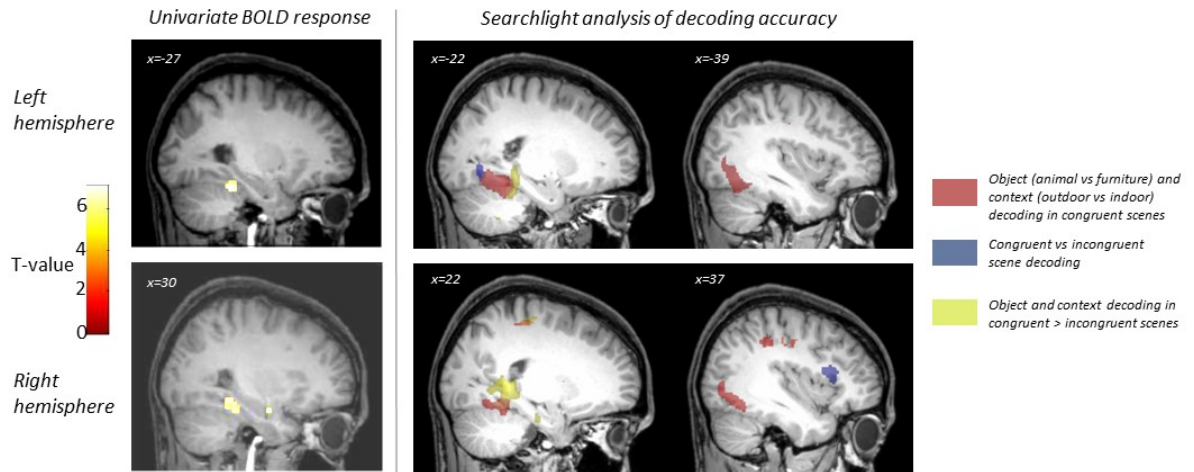 Univariate BOLD response
Searchlight analysis of decoding accuracy
x=-27
x=-22
x=-39
Left
hemisphere
6
4
T-value
2
0
x=30
x=22
x=37
Right
hemisphere
Object (animal vs furniture) and
context (outdoor vs indoor)
decoding in congruent scenes
Congruent vs incongruent
scene decoding
Object and context decoding in
congruent > incongruent scenes